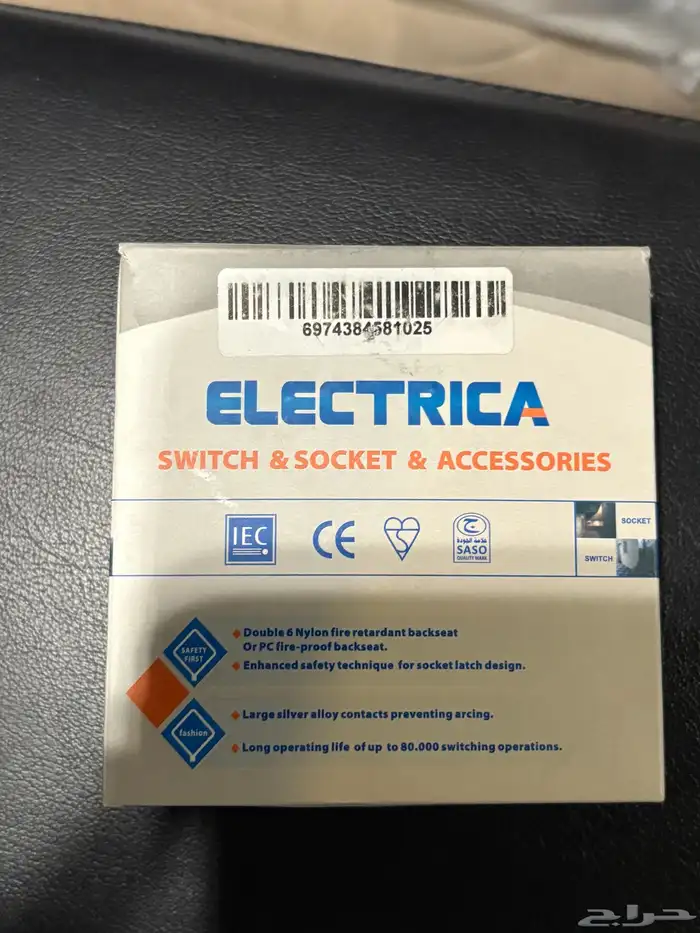 6974384581025
ELECTRICA
SWITCH & SOCKET & ACCESSORIES
IEC
CE
علامة الجودة
SASO
QUALITY MARK
SOCKET
SWITCH
SAFETY
FIRST
Double 6 Nylon fire retardant backseat
Or PC fire-proof backseat.
Enhanced safety technique for socket latch design.
fashion
Large silver alloy contacts preventing arcing.
Long operating life of up to 80.000 switching operations.
حراج